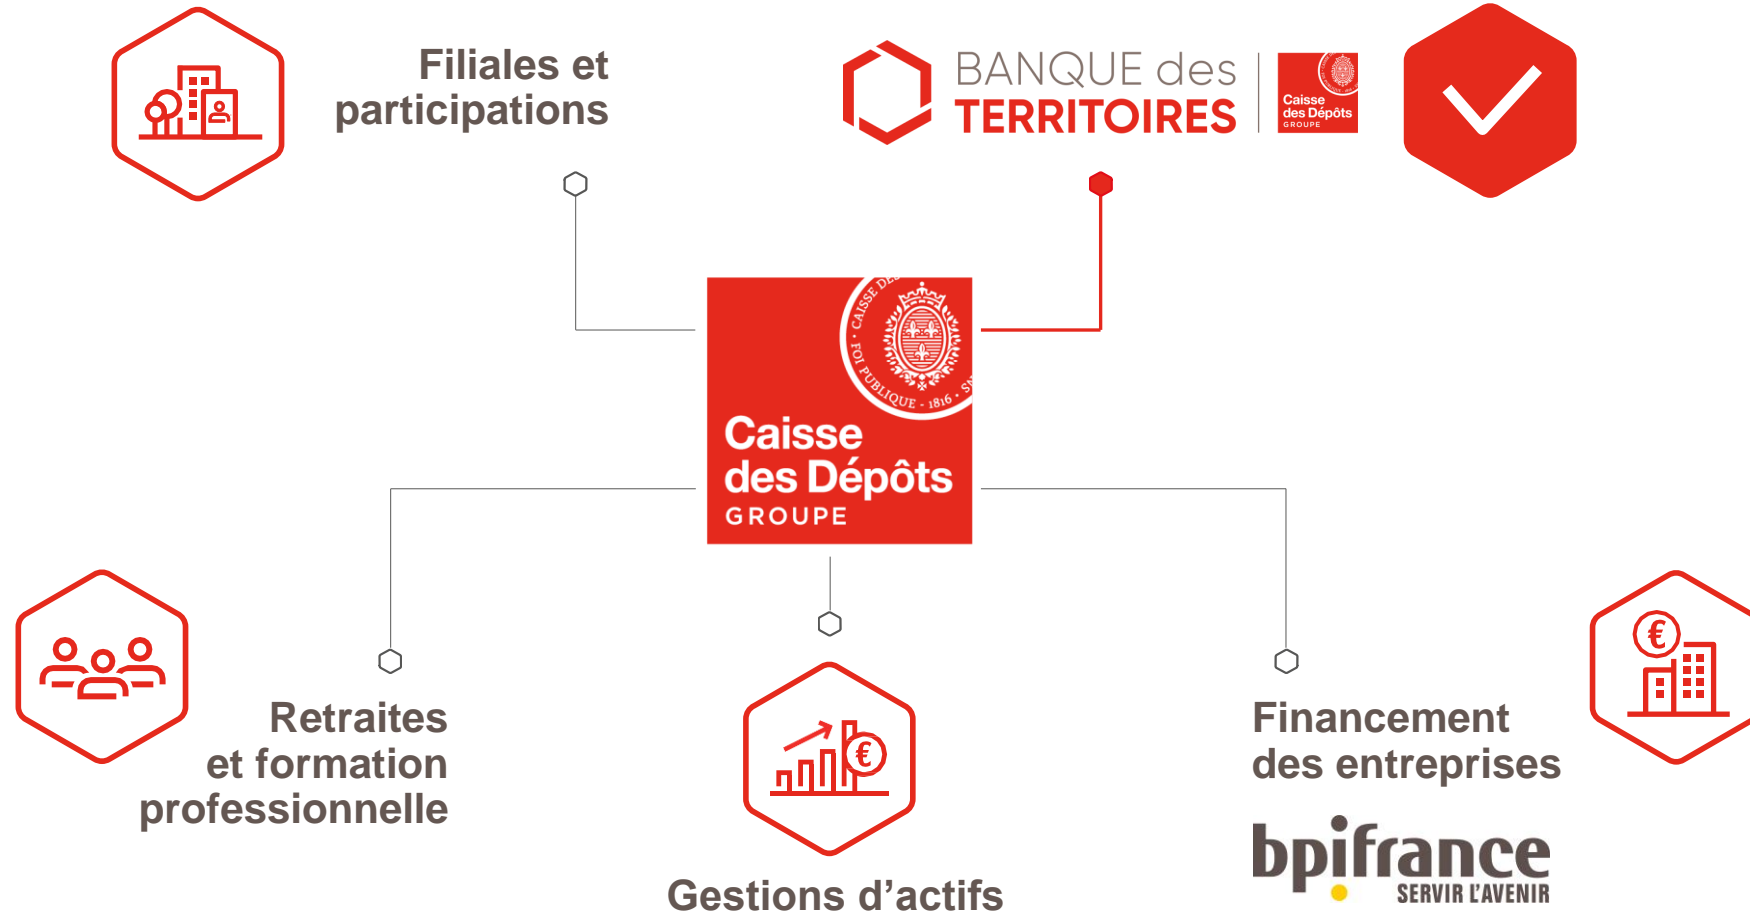 Filiales et
participations
BANQUE des
TERRITOIRES
Caisse
des Dépôts
GROUPE
CAISSE DES
FOI PUBLIQUE - 1816
Caisse
des Dépôts
GROUPE
Retraites
et formation
professionnelle
€
Gestions d’actifs
€
Financement
des entreprises
bpifrance
SERVIR L'AVENIR